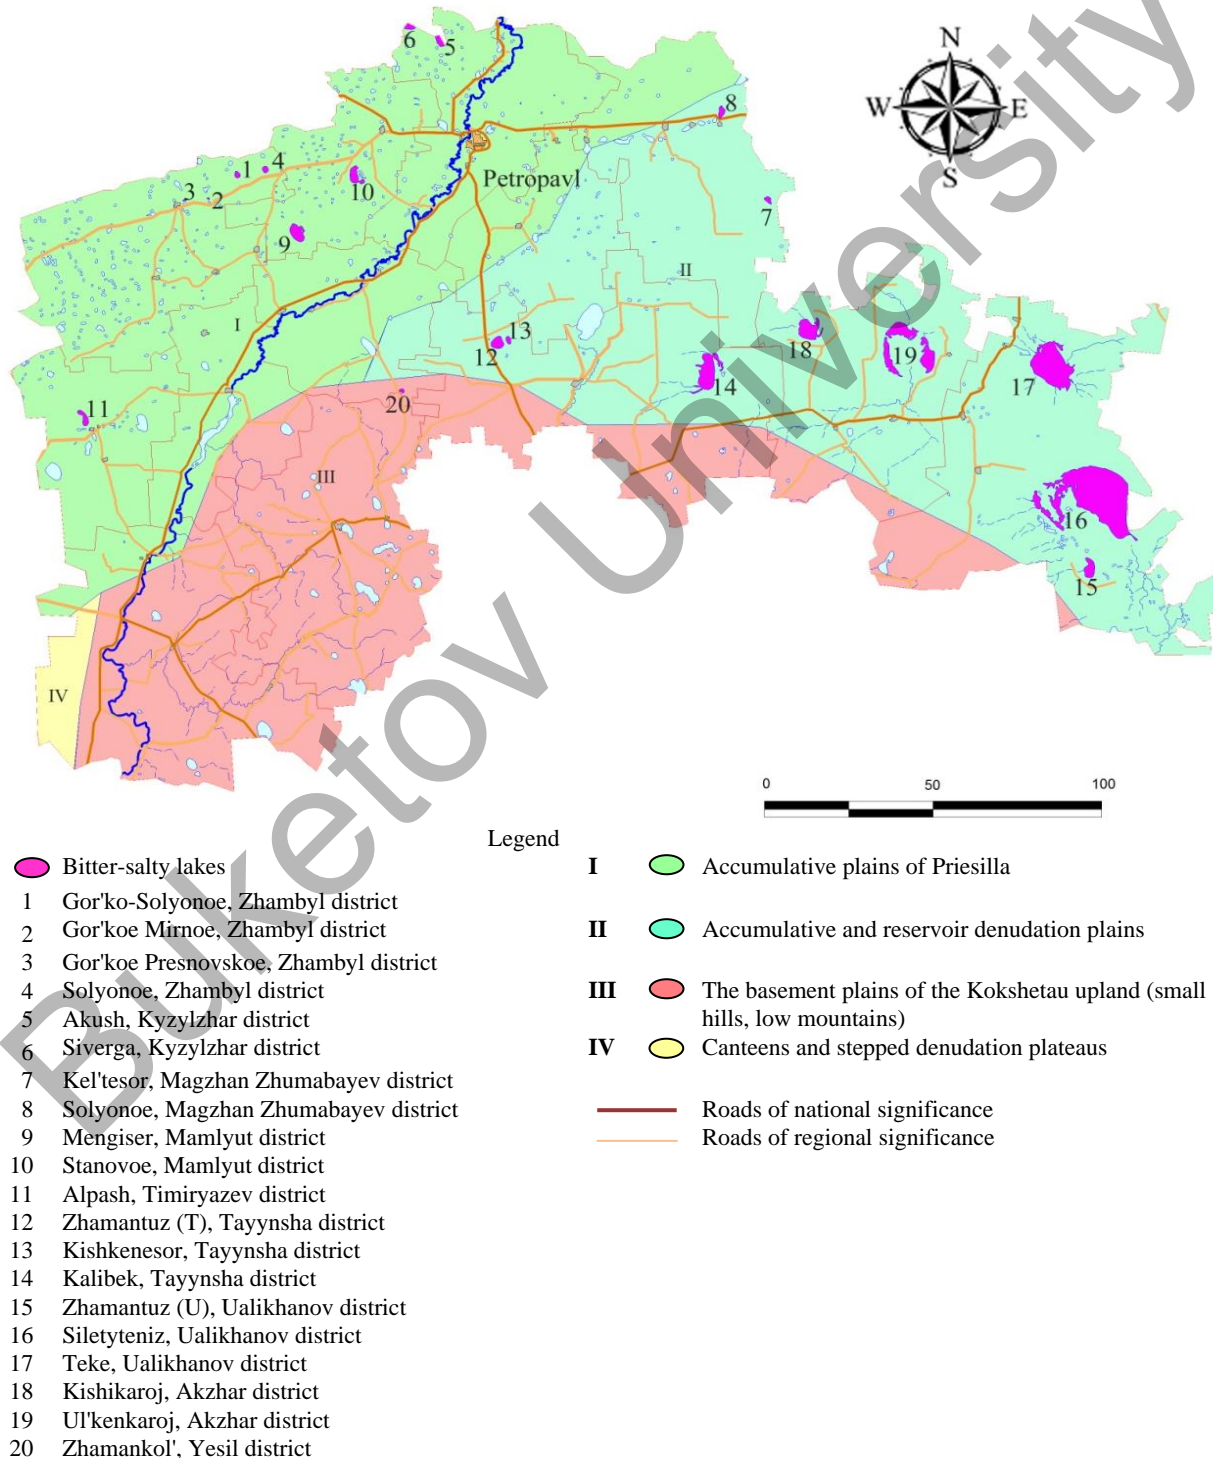 N
W
E
S
6
5
8
1
4
10
3
2
Petropavl
7
9
II
I
13
12
18
19
14
17
20
11
III
16
15
IV
0
50
100
Buketov University
Legend
Bitter-salty lakes
1 Gor'ko-Solyonoe, Zhambyl district
2 Gor'koe Mirnoe, Zhambyl district
3 Gor'koe Presnovskoe, Zhambyl district
4 Solyonoe, Zhambyl district
5 Akush, Kyzylzhar district
6 Siverga, Kyzylzhar district
7 Kel'tesor, Magzhan Zhumabayev district
8 Solyonoe, Magzhan Zhumabayev district
9 Mengiser, Mamlyut district
10 Stanovoe, Mamlyut district
11 Alpash, Timiryazev district
12 Zhamantuz (T), Tayynsha district
13 Kishkenesor, Tayynsha district
14 Kalibek, Tayynsha district
15 Zhamantuz (U), Ualikhanov district
16 Siletyteniz, Ualikhanov district
17 Teke, Ualikhanov district
18 Kishikaroj, Akzhar district
19 Ul'kenkaroj, Akzhar district
20 Zhamankol', Yesil district
I Accumulative plains of Priesilla
II Accumulative and reservoir denudation plains
III The basement plains of the Kokshetau upland (small
hills, low mountains)
IV Canteens and stepped denudation plateaus
Roads of national significance
Roads of regional significance